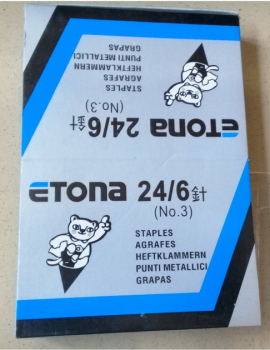 STAPLES
AGRAFES
HEFTKLAMMERN
PUNTI METALLICI
GRAPAS
ETONA 24/6針
(No.3)
ETONA 24/6針
(No.3)
STAPLES
AGRAFES
HEFTKLAMMERN
PUNTI METALLICI
GRAPAS